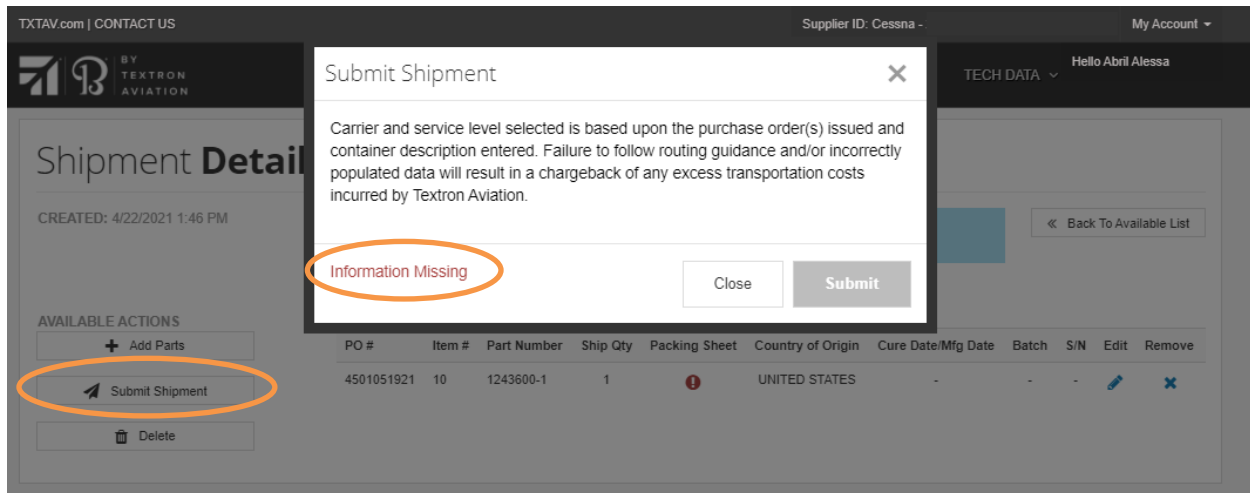 TXTAV.com | CONTACT US
Supplier ID: Cessna -
My Account
BY
TEXTRON
AVIATION
TECH DATA
Hello Abril Alessa
Submit Shipment
Carrier and service level selected is based upon the purchase order(s) issued and
container description entered. Failure to follow routing guidance and/or incorrectly
populated data will result in a chargeback of any excess transportation costs
incurred by Textron Aviation.
Information Missing
Close
Submit
Shipment Detail
CREATED: 4/22/2021 1:46 PM
« Back To Available List
AVAILABLE ACTIONS
Add Parts
Submit Shipment
Delete
PO # Item # Part Number Ship Qty Packing Sheet Country of Origin Cure Date/Mfg Date Batch S/N Edit Remove
4501051921 10 1243600-1 1 UNITED STATES - - -